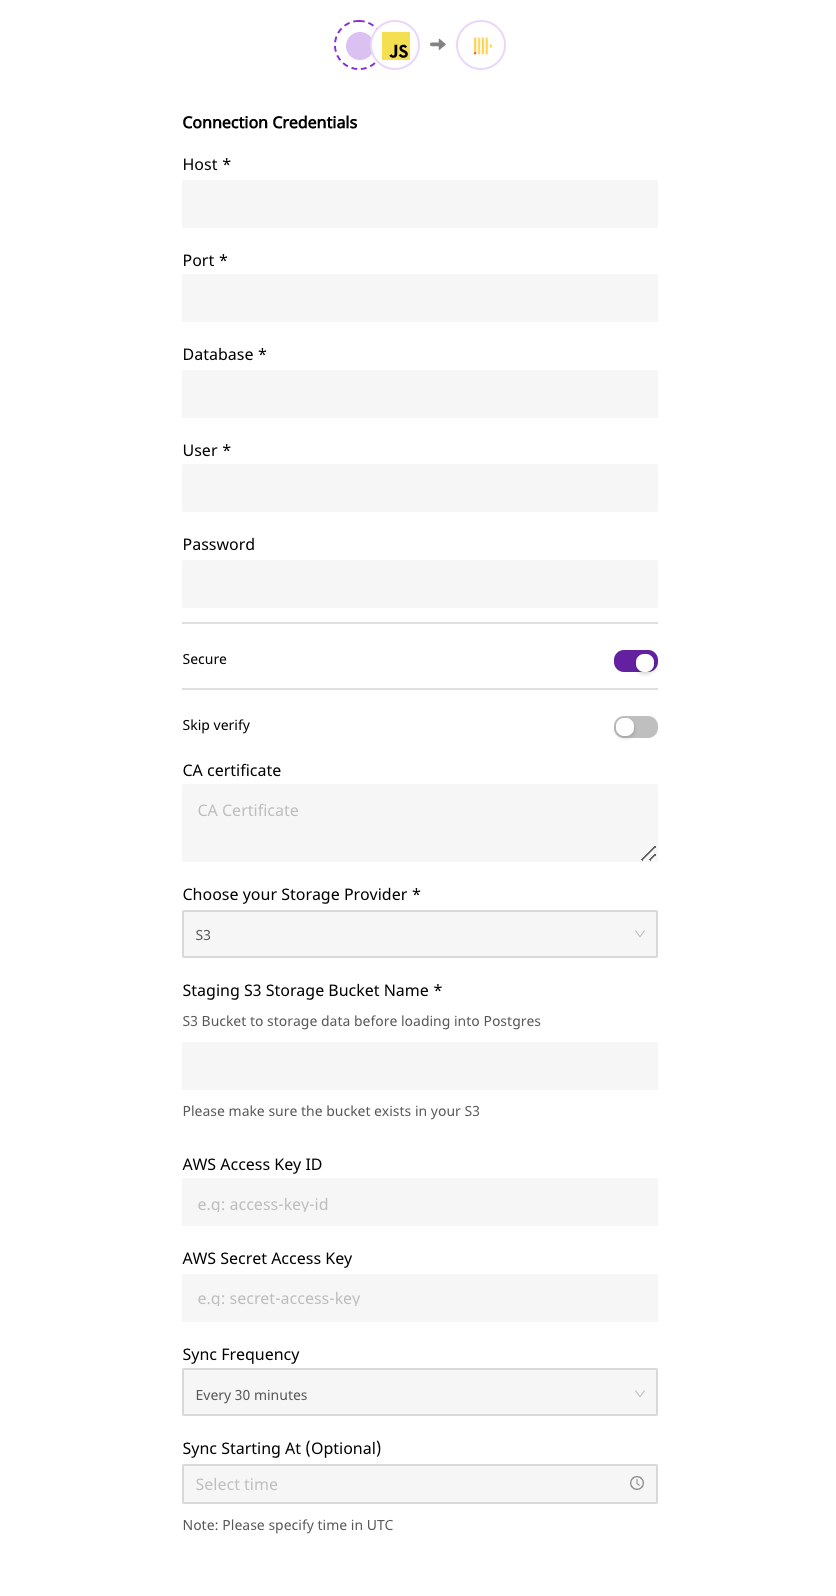 JS
Connection Credentials
Host *
Port *
Database *
User *
Password
Secure
Skip verify
CA certificate
CA Certificate
Choose your Storage Provider *
S3
Staging S3 Storage Bucket Name *
S3 Bucket to storage data before loading into Postgres
Please make sure the bucket exists in your S3
AWS Access Key ID
e.g: access-key-id
AWS Secret Access Key
e.g: secret-access-key
Sync Frequency
Every 30 minutes
Sync Starting At (Optional)
Select time
Note: Please specify time in UTC